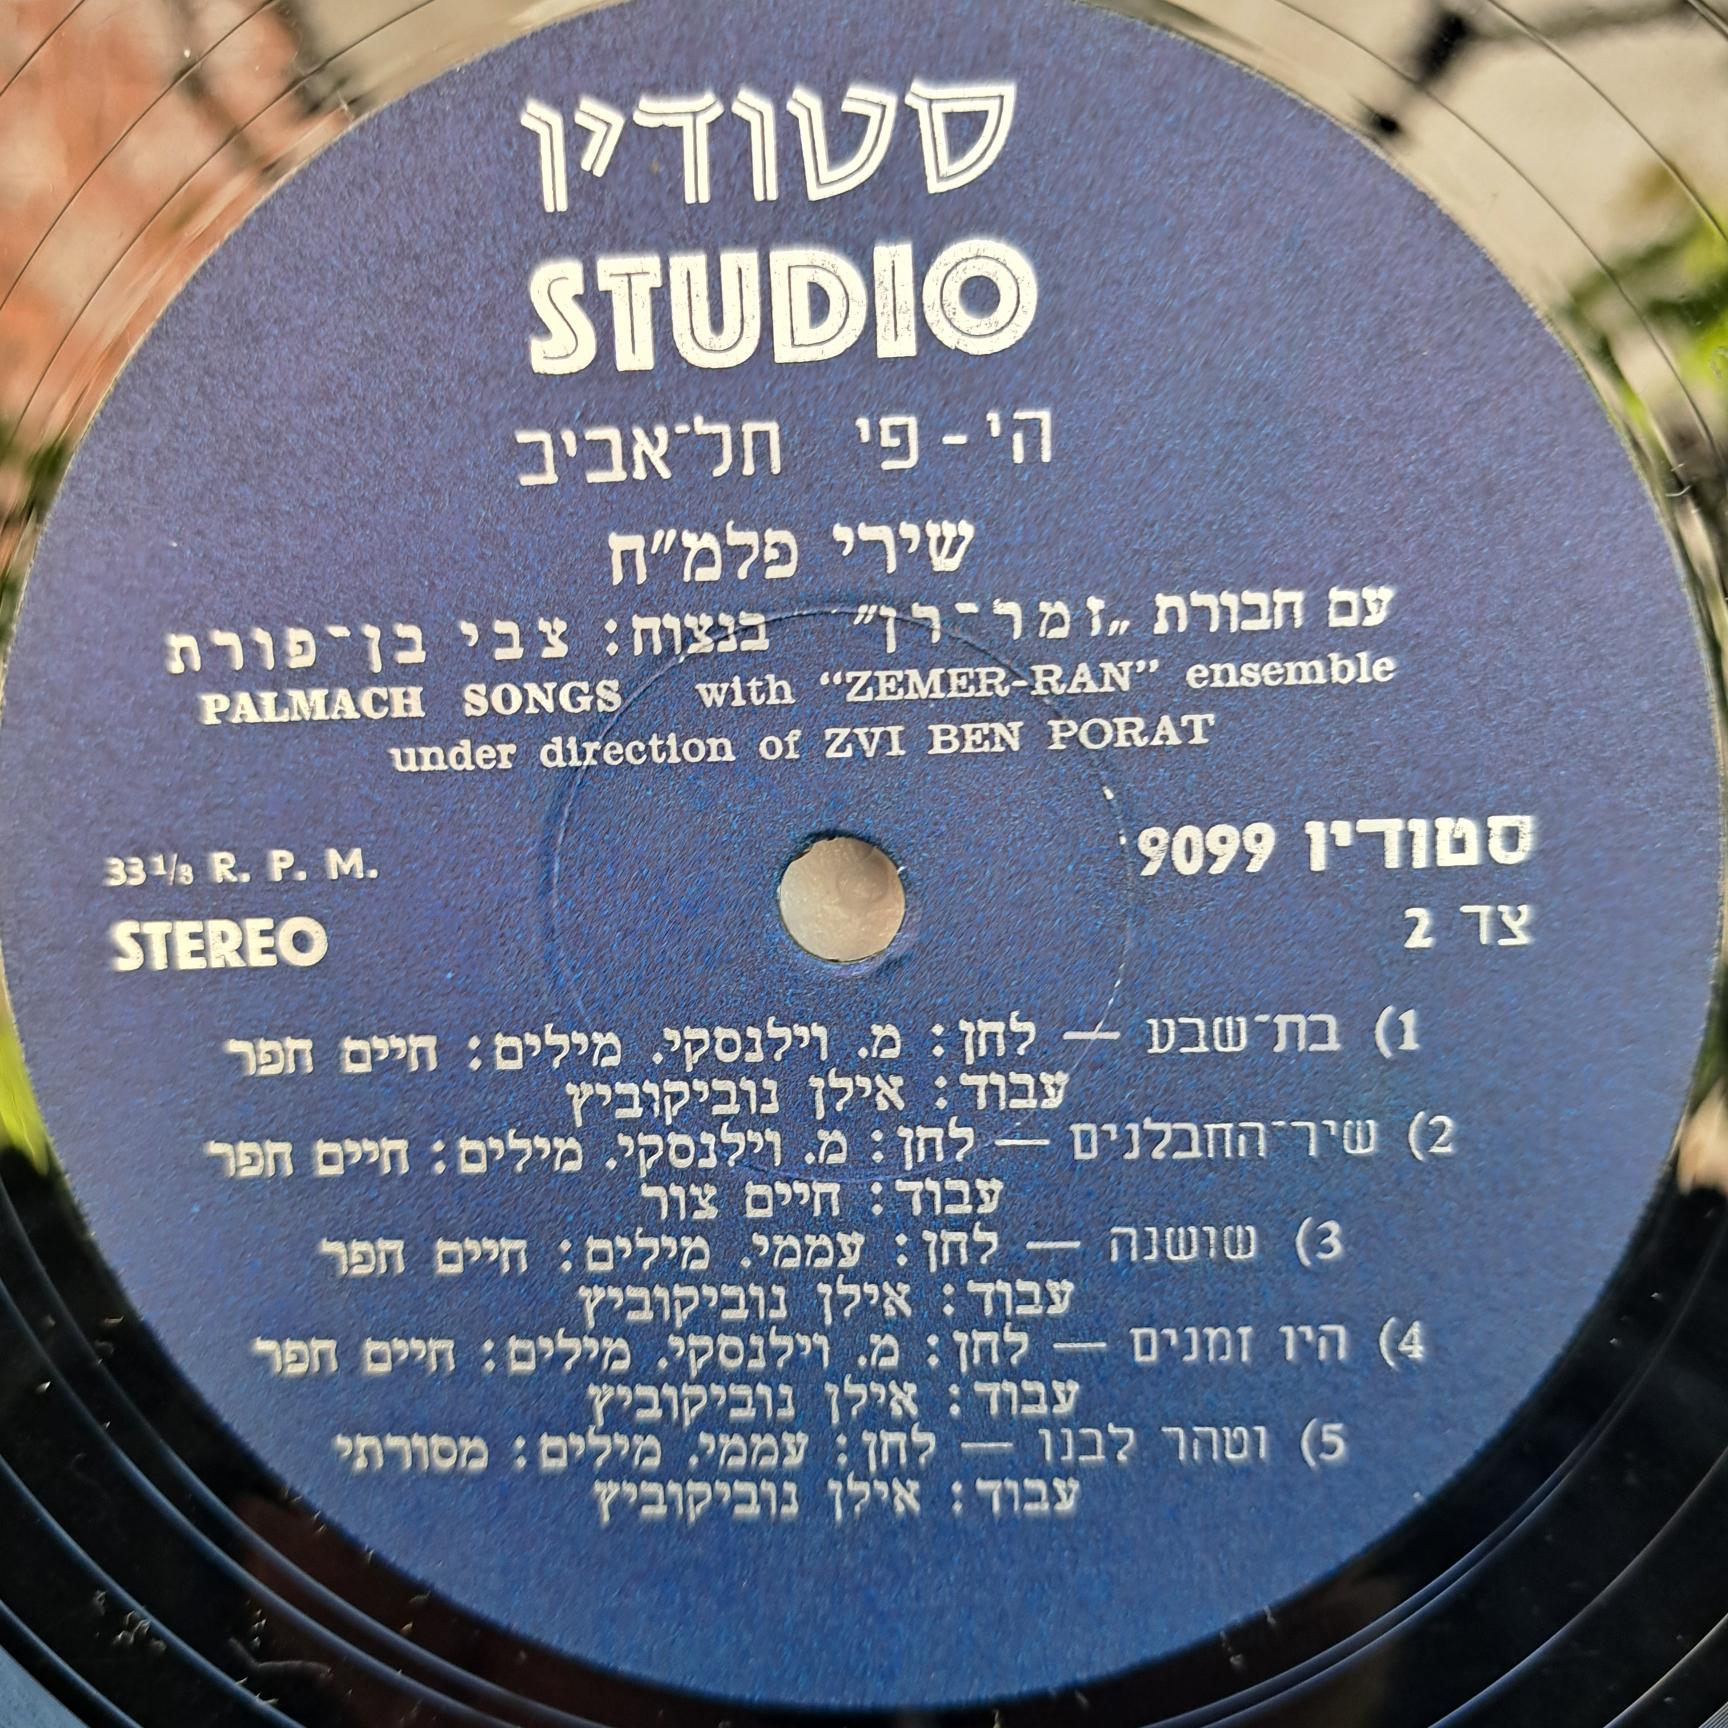 סטודיו
STUDIO
הי-פי תל־אביב
שירי פלמ״ח
עם חבורת „זמר־רן״ בנצוח: צבי בן־פורת
PALMACH SONGS with “ZEMER-RAN” ensemble
under direction of ZVI BEN PORAT
33⅓ R. P. M.
סטודיו 9099
STEREO
צד 2
1) בת־שבע — לחן: מ. וילנסקי. מילים: חיים חפר
עבוד: אילן נוביקוביץ
2) שיר־החבלנים — לחן: מ. וילנסקי. מילים: חיים חפר
עבוד: חיים צור
3) שושנה — לחן: עממי. מילים: חיים חפר
עבוד: אילן נוביקוביץ
4) היו זמנים — לחן: מ. וילנסקי. מילים: חיים חפר
עבוד: אילן נוביקוביץ
5) וטהר לבנו — לחן: עממי. מילים: מסורתי
עבוד: אילן נוביקוביץ